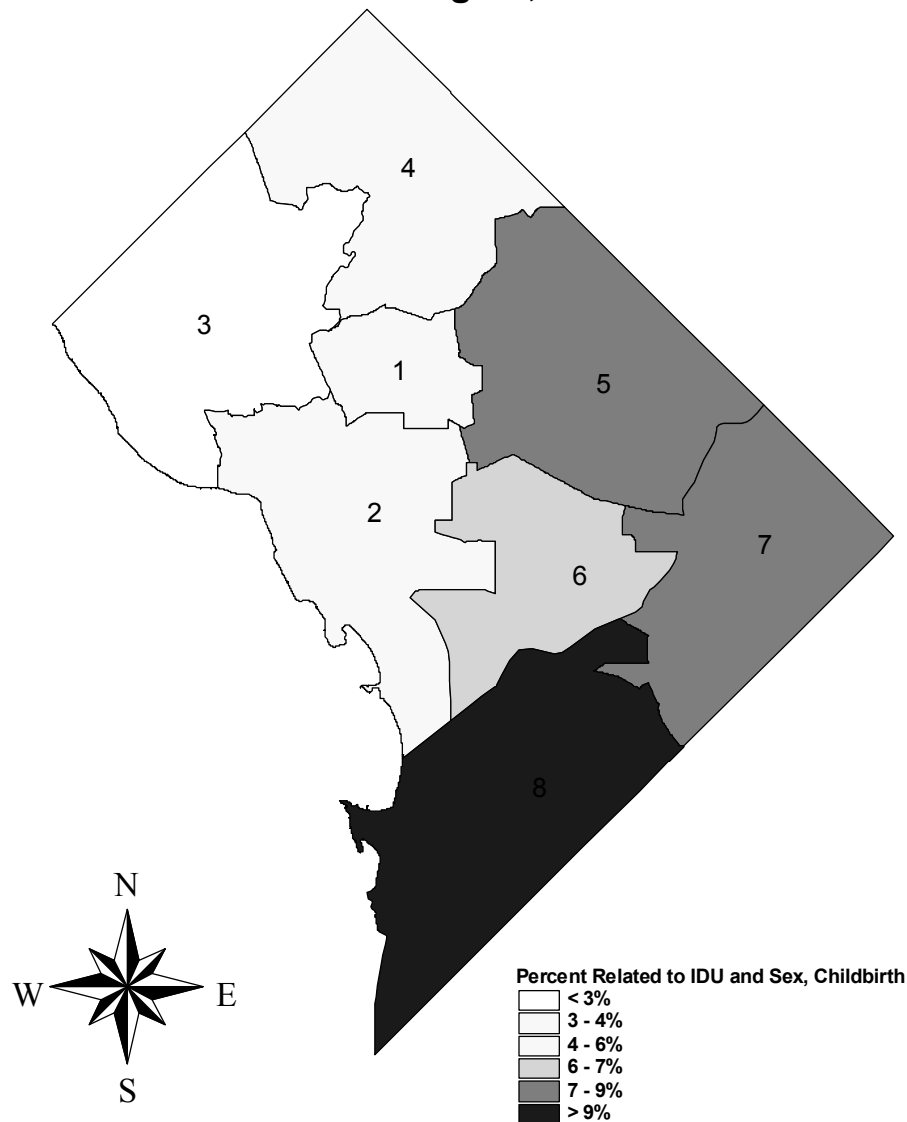 4
3
1
5
2
7
6
8
N
W E
S
Percent Related to IDU and Sex, Childbirth
< 3%
3 - 4%
4 - 6%
6 - 7%
7 - 9%
> 9%